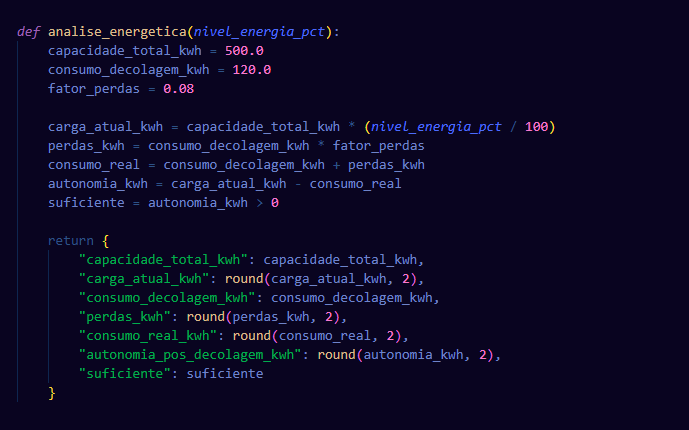 def analise_energetica(nivel_energia_pct):
    capacidade_total_kwh = 500.0
    consumo_decolagem_kwh = 120.0
    fator_perdas = 0.08

    carga_atual_kwh = capacidade_total_kwh * (nivel_energia_pct / 100)
    perdas_kwh = consumo_decolagem_kwh * fator_perdas
    consumo_real = consumo_decolagem_kwh + perdas_kwh
    autonomia_kwh = carga_atual_kwh - consumo_real
    suficiente = autonomia_kwh > 0

    return {
        "capacidade_total_kwh": capacidade_total_kwh,
        "carga_atual_kwh": round(carga_atual_kwh, 2),
        "consumo_decolagem_kwh": consumo_decolagem_kwh,
        "perdas_kwh": round(perdas_kwh, 2),
        "consumo_real_kwh": round(consumo_real, 2),
        "autonomia_pos_decolagem_kwh": round(autonomia_kwh, 2),
        "suficiente": suficiente
    }